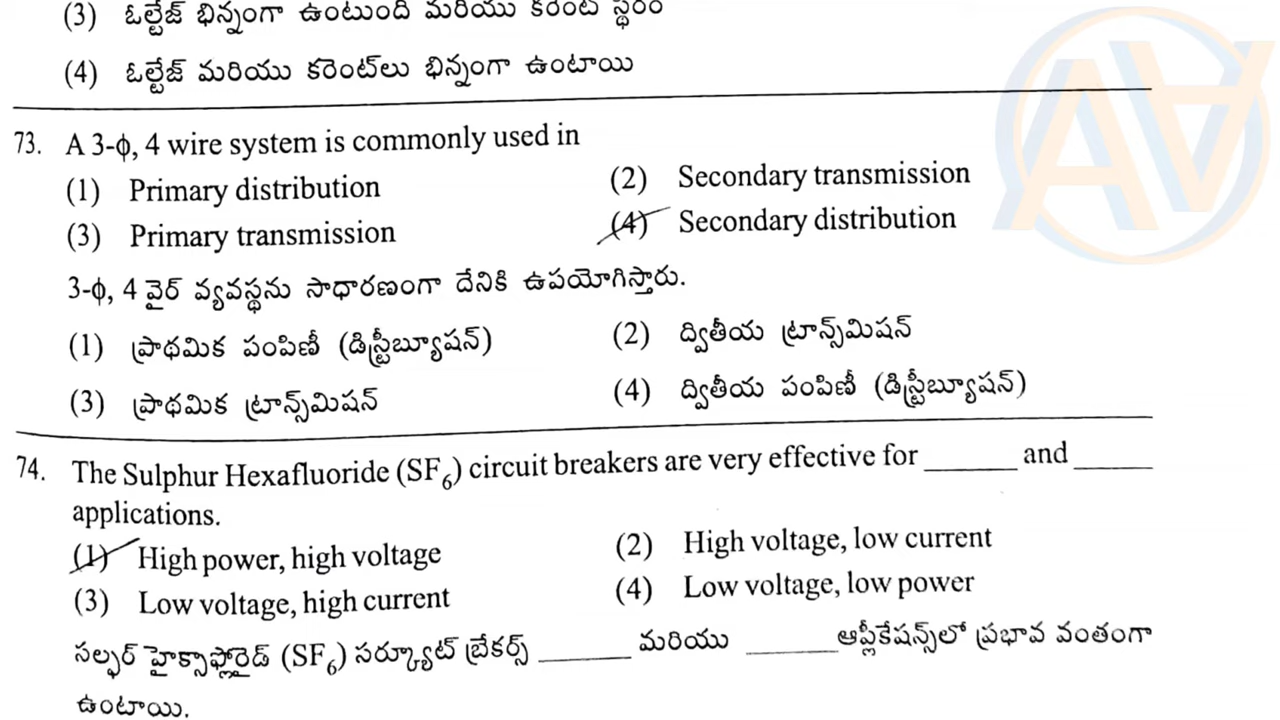 (3) ఓల్టేజ్ భిన్నంగా ఉంటుంది మరియు కరెంట్ స్థిరం
(4) ఓల్టేజ్ మరియు కరెంట్‌లు భిన్నంగా ఉంటాయి
73. A 3-ϕ, 4 wire system is commonly used in
(1) Primary distribution (2) Secondary transmission
(3) Primary transmission (4) Secondary distribution
3-ϕ, 4 వైర్ వ్యవస్థను సాధారణంగా దేనికి ఉపయోగిస్తారు.
(1) ప్రాథమిక పంపిణీ (డిస్ట్రీబ్యూషన్) (2) ద్వితీయ ట్రాన్స్‌మిషన్
(3) ప్రాథమిక ట్రాన్స్‌మిషన్ (4) ద్వితీయ పంపిణీ (డిస్ట్రీబ్యూషన్)
74. The Sulphur Hexafluoride (SF₆) circuit breakers are very effective for ______ and ______
applications.
(1) High power, high voltage (2) High voltage, low current
(3) Low voltage, high current (4) Low voltage, low power
సల్ఫర్ హైక్సాఫ్లోరైడ్ (SF₆) సర్క్యూట్ బ్రేకర్స్ ______ మరియు ______ ఆప్లికేషన్స్‌లో ప్రభావ వంతంగా
ఉంటాయి.